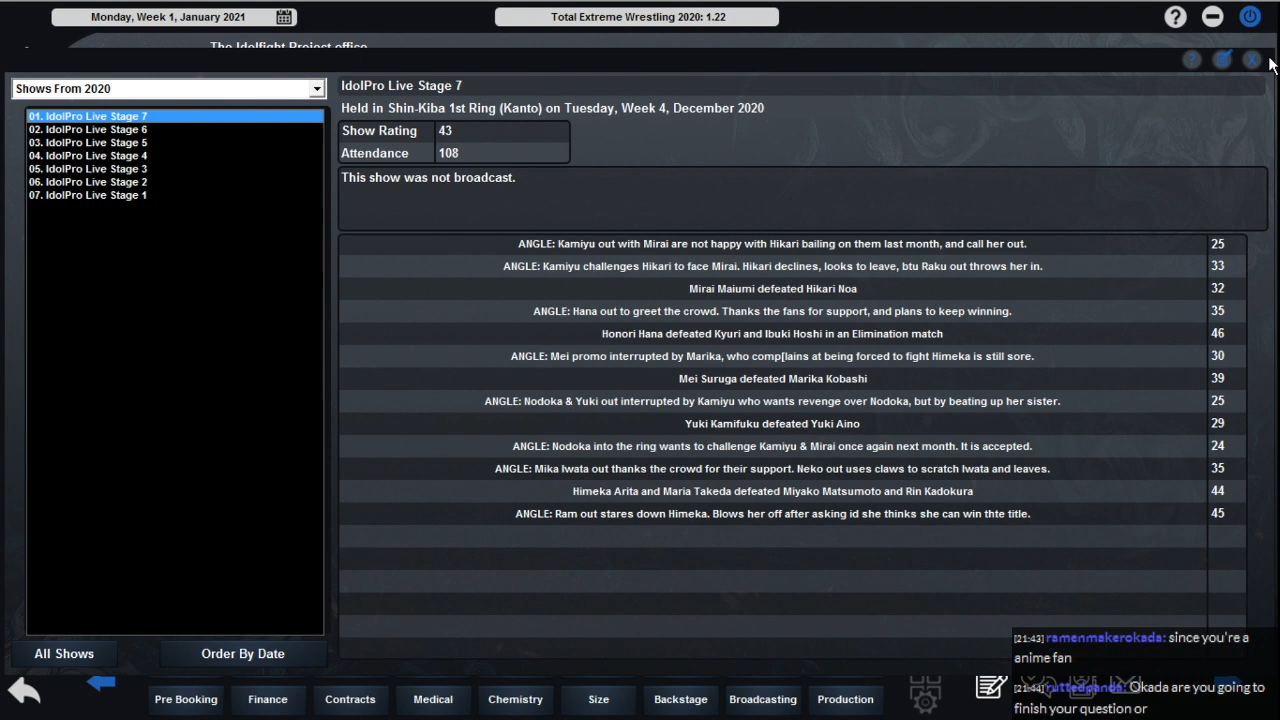 Monday, Week 1, January 2021
Total Extreme Wrestling 2020: 1.22
?
The Idolfight Project office
?
X
Shows From 2020
IdolPro Live Stage 7
Held in Shin-Kiba 1st Ring (Kanto) on Tuesday, Week 4, December 2020
01. IdolPro Live Stage 7
02. IdolPro Live Stage 6
03. IdolPro Live Stage 5
04. IdolPro Live Stage 4
05. IdolPro Live Stage 3
06. IdolPro Live Stage 2
07. IdolPro Live Stage 1
Show Rating 43
Attendance 108
This show was not broadcast.
ANGLE: Kamiyu out with Mirai are not happy with Hikari bailing on them last month, and call her out. 25
ANGLE: Kamiyu challenges Hikari to face Mirai. Hikari declines, looks to leave, btu Raku out throws her in. 33
Mirai Maiumi defeated Hikari Noa 32
ANGLE: Hana out to greet the crowd. Thanks the fans for support, and plans to keep winning. 35
Honori Hana defeated Kyuri and Ibuki Hoshi in an Elimination match 46
ANGLE: Mei promo interrupted by Marika, who comp[lains at being forced to fight Himeka is still sore. 30
Mei Suruga defeated Marika Kobashi 39
ANGLE: Nodoka & Yuki out interrupted by Kamiyu who wants revenge over Nodoka, but by beating up her sister. 25
Yuki Kamifuku defeated Yuki Aino 29
ANGLE: Nodoka into the ring wants to challenge Kamiyu & Mirai once again next month. It is accepted. 24
ANGLE: Mika Iwata out thanks the crowd for their support. Neko out uses claws to scratch Iwata and leaves. 35
Himeka Arita and Maria Takeda defeated Miyako Matsumoto and Rin Kadokura 44
ANGLE: Ram out stares down Himeka. Blows her off after asking id she thinks she can win thte title. 45
All Shows
Order By Date
Pre Booking
Finance
Contracts
Medical
Chemistry
Size
Backstage
Broadcasting
Production
[21:43] ramenmakerokada: since you're a
anime fan
[21:44] ruttedpanda: Okada are you going to
finish your question or